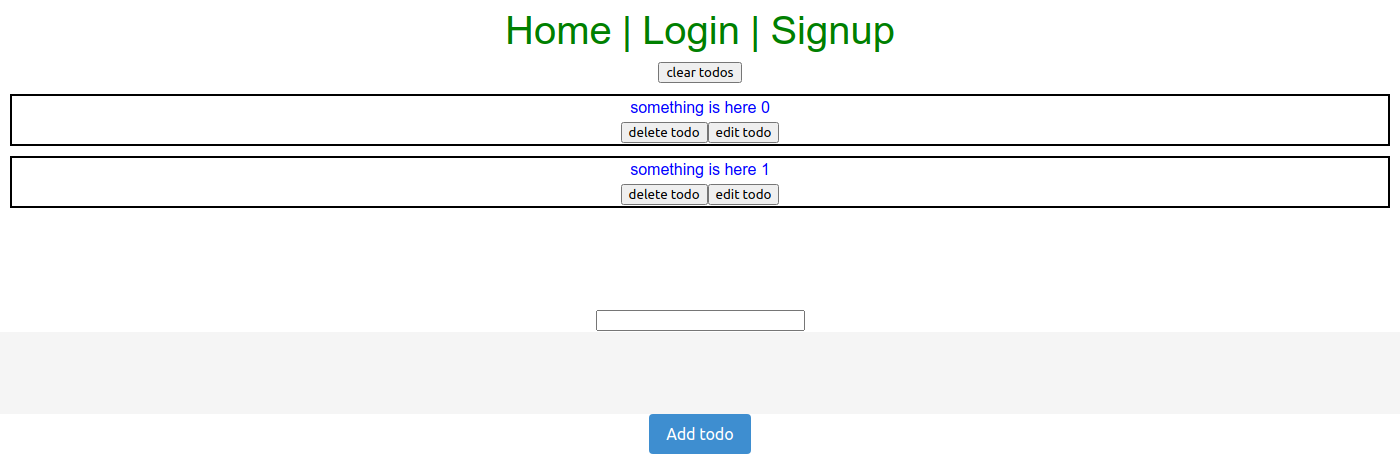 Home | Login | Signup
clear todos
something is here 0
delete todo edit todo
something is here 1
delete todo edit todo
Add todo